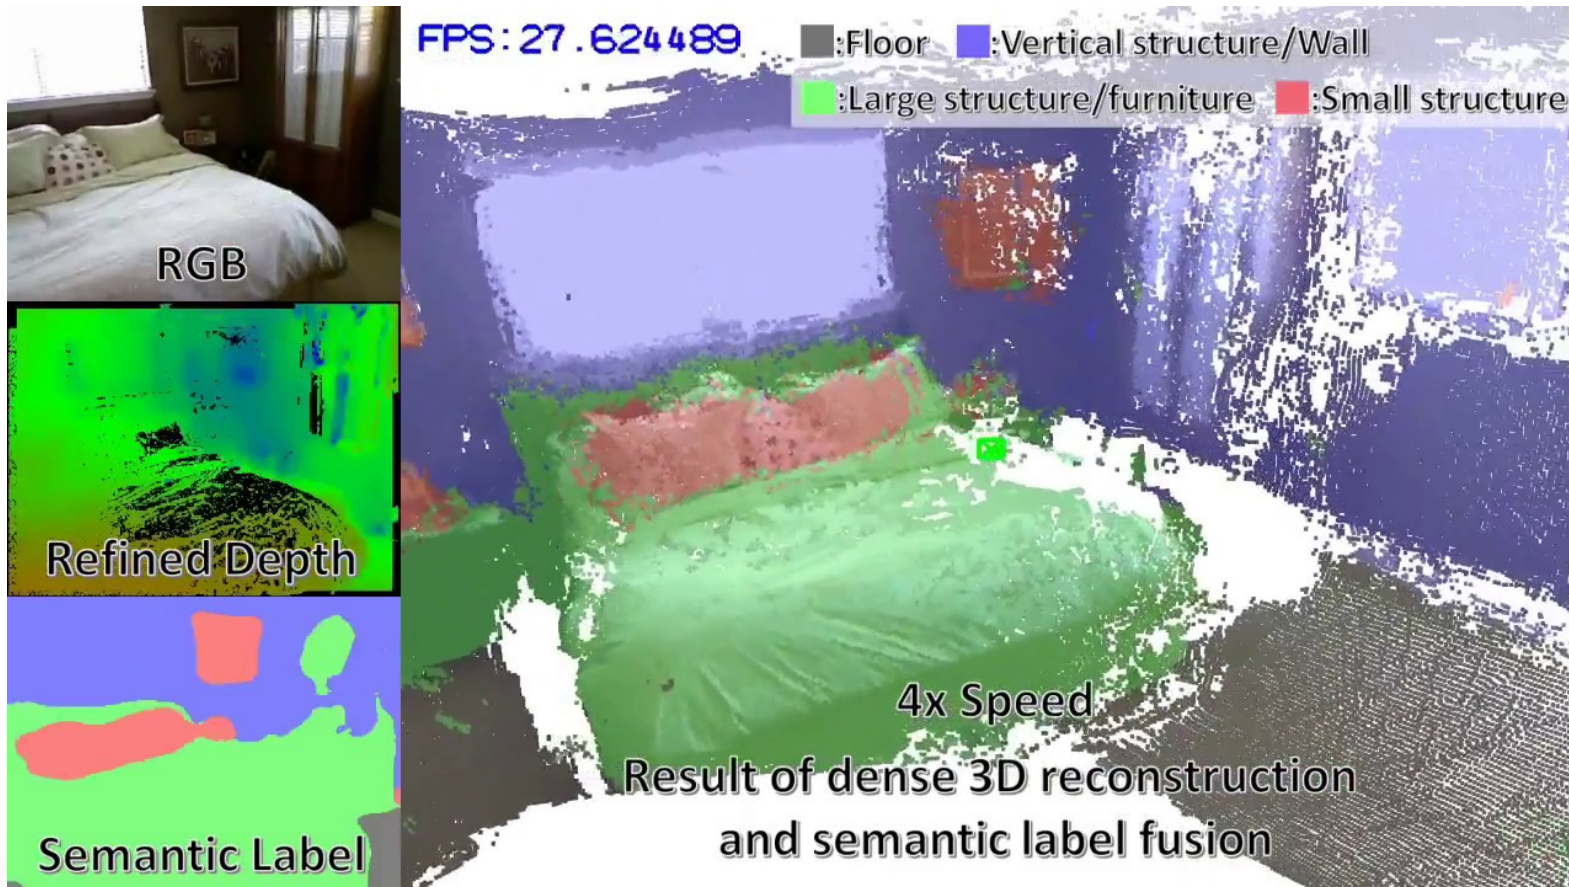 FPS:27.624489
:Floor :Vertical structure/Wall
:Large structure/furniture :Small structure
RGB
Refined Depth
Semantic Label
4x Speed
Result of dense 3D reconstruction
and semantic label fusion